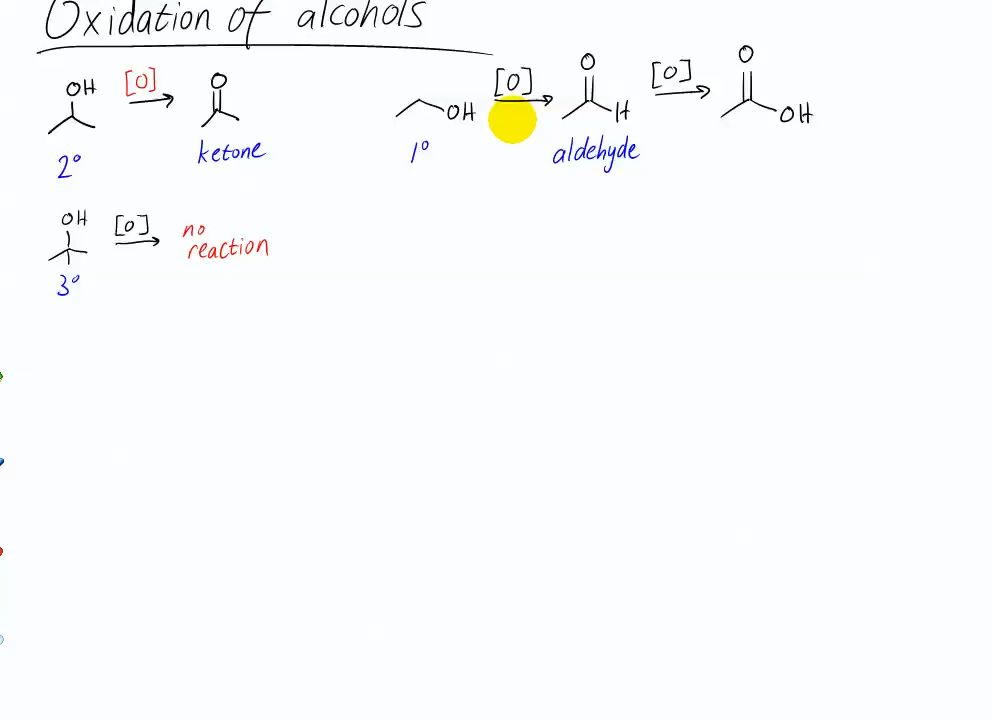 Oxidation of alcohols
OH [O] O
2° ketone
OH [O] O H [O] O OH
1° aldehyde
OH [O] no
reaction
3°